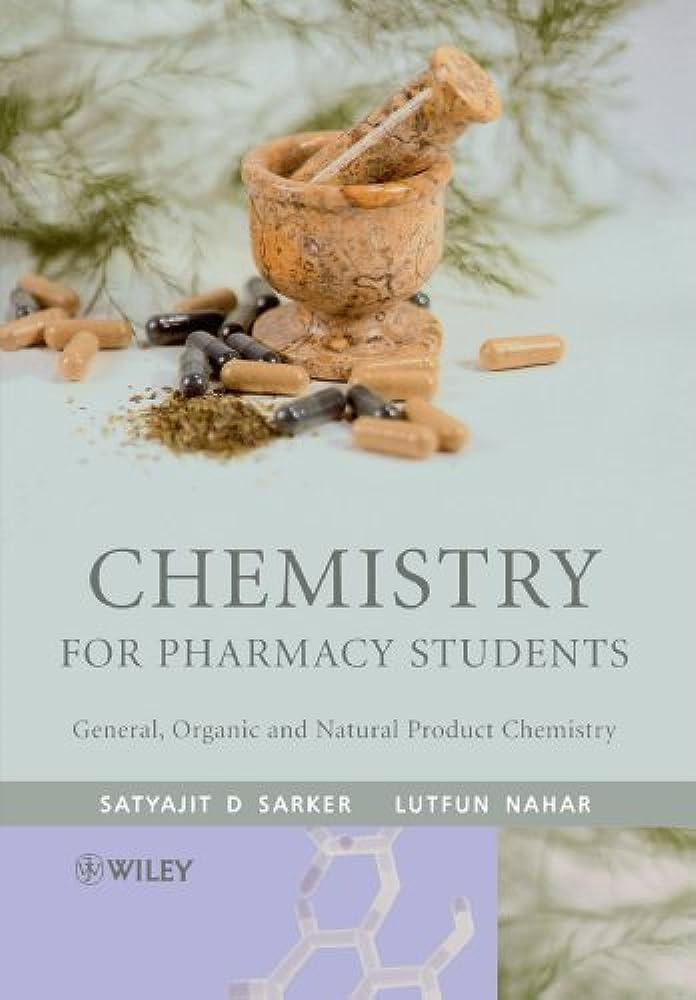 CHEMISTRY
FOR PHARMACY STUDENTS
General, Organic and Natural Product Chemistry
SATYAJIT D SARKER LUTFUN NAHAR
WILEY